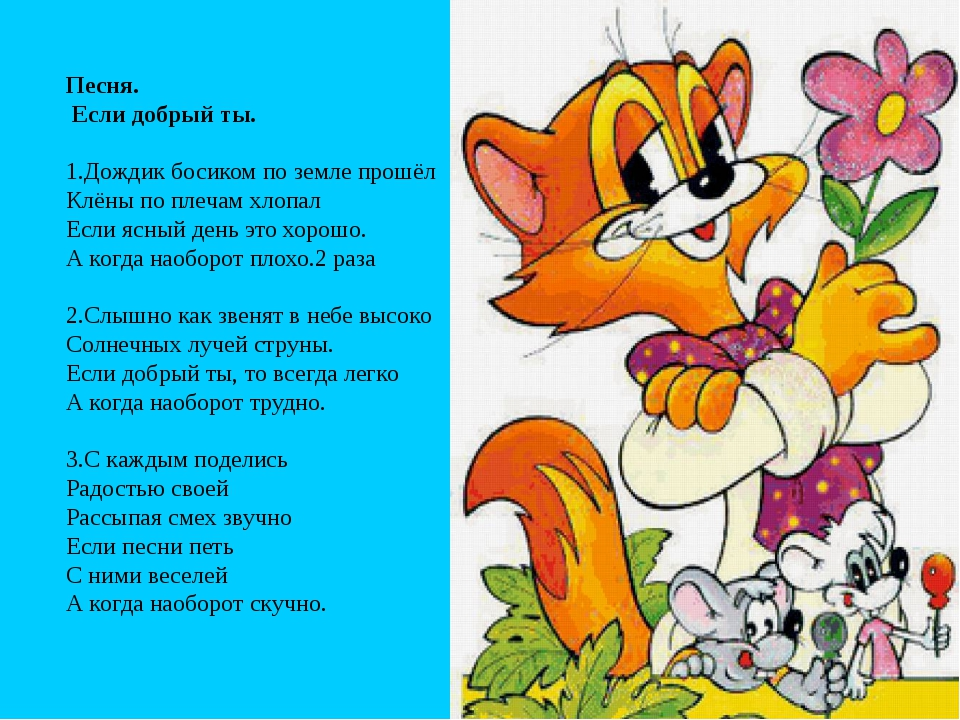 Песня.
Если добрый ты.
1.Дождик босиком по земле прошёл
Клёны по плечам хлопал
Если ясный день это хорошо.
А когда наоборот плохо.2 раза
2.Слышно как звенят в небе высоко
Солнечных лучей струны.
Если добрый ты, то всегда легко
А когда наоборот трудно.
3.С каждым поделись
Радостью своей
Рассыпая смех звучно
Если песни петь
С ними веселей
А когда наоборот скучно.